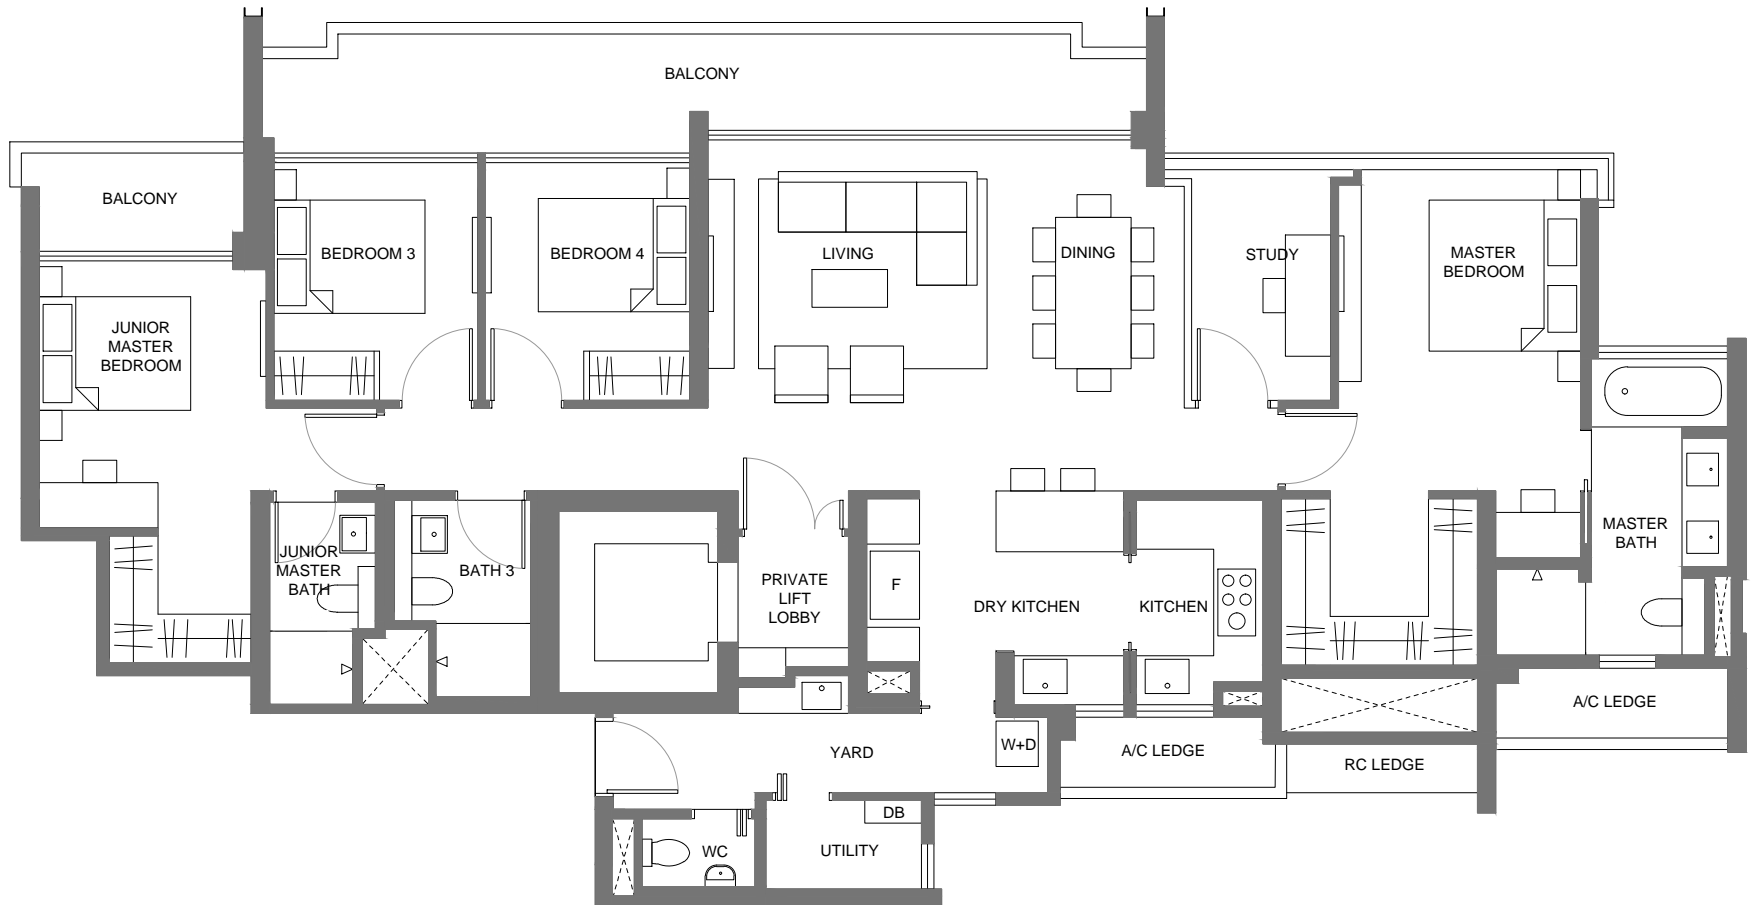 BALCONY
BALCONY
BEDROOM 3
BEDROOM 4
LIVING
DINING
STUDY
MASTER
BEDROOM
JUNIOR
MASTER
BEDROOM
JUNIOR
MASTER
BATH
BATH 3
PRIVATE
LIFT
LOBBY
F
DRY KITCHEN
KITCHEN
MASTER
BATH
A/C LEDGE
YARD
W+D
A/C LEDGE
RC LEDGE
DB
WC
UTILITY